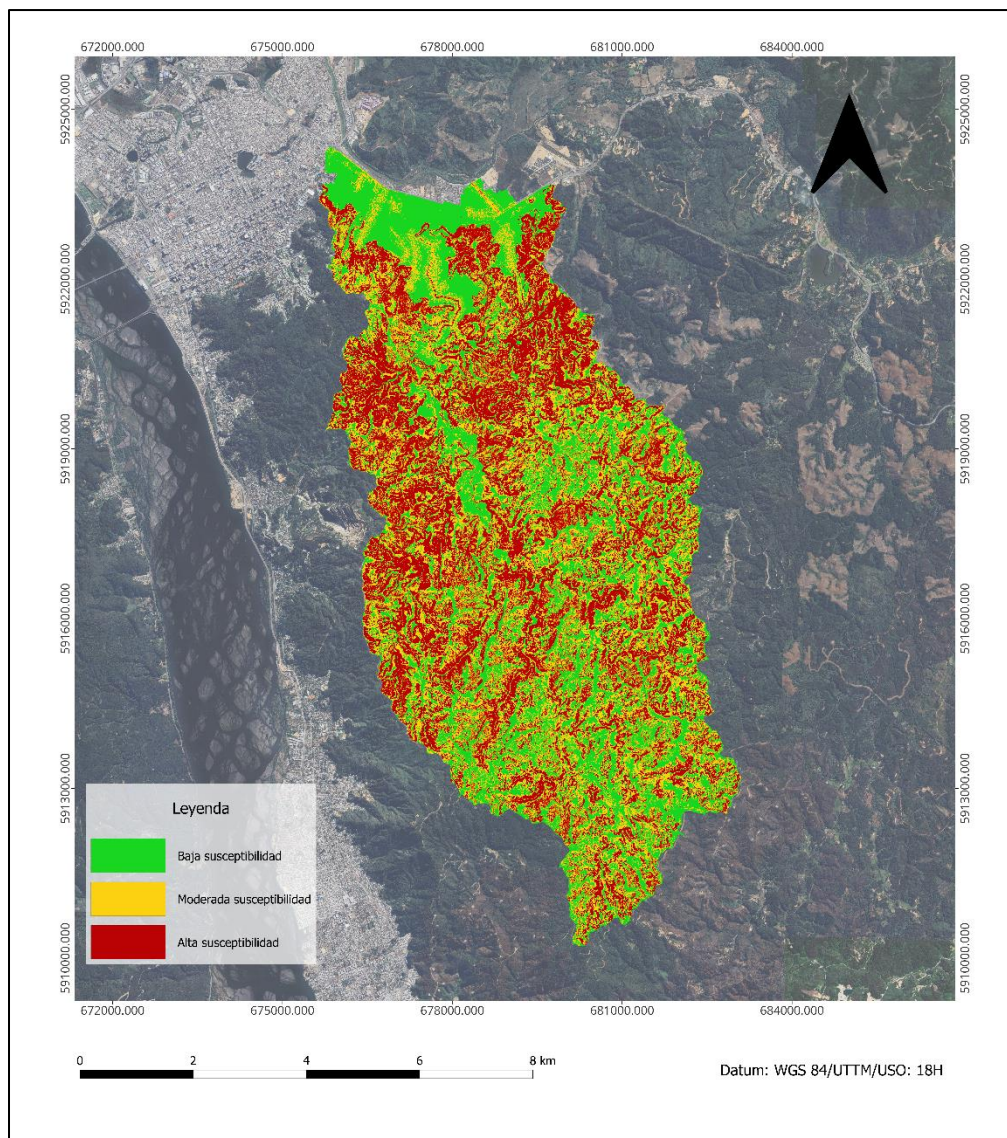 672000.000 675000.000 678000.000 681000.000 684000.000
5925000.000 5925000.000
5922000.000 5922000.000
5919000.000 5919000.000
5916000.000 5916000.000
5913000.000 5913000.000
5910000.000 5910000.000
Leyenda
Baja susceptibilidad
Moderada susceptibilidad
Alta susceptibilidad
672000.000 675000.000 678000.000 681000.000 684000.000
0 2 4 6 8 km
Datum: WGS 84/UTTM/USO: 18H